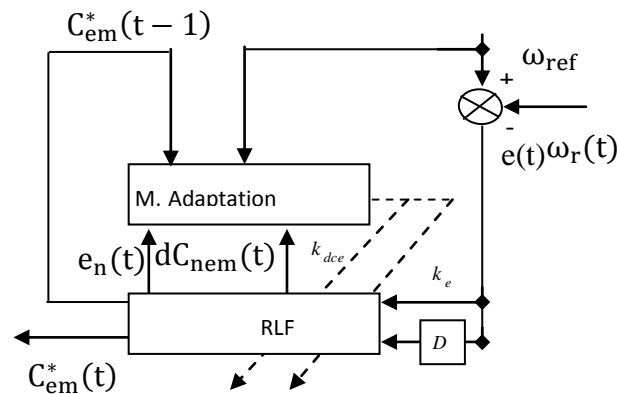 C*em(t − 1)
ωref
+
-
e(t)ωr(t)
M. Adaptation
en(t)
dCnem(t)
kdce
ke
RLF
D
C*em(t)